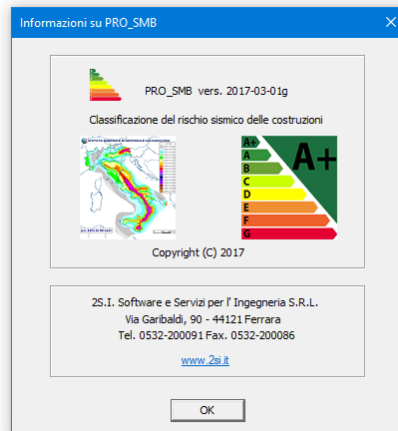 Informazioni su PRO_SMB
PRO_SMB vers. 2017-03-01g
Classificazione del rischio sismico delle costruzioni
A+
A
B
C
D
E
F
G
A+
Copyright (C) 2017
2S.I. Software e Servizi per l' Ingegneria S.R.L.
Via Garibaldi, 90 - 44121 Ferrara
Tel. 0532-200091 Fax. 0532-200086
www.2si.it
OK